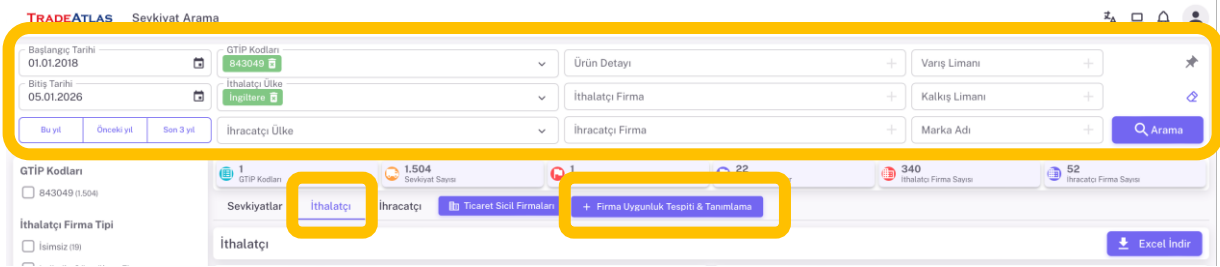 TRADEATLAS Sevkiyat Arama
Başlangıç Tarihi
01.01.2018
GTİP Kodları
843049
Ürün Detayı
Varış Limanı
Bitiş Tarihi
05.01.2026
İthalatçı Ülke
İngiltere
İthalatçı Firma
Kalkış Limanı
Bu yıl Önceki yıl Son 3 yıl
İhracatçı Ülke
İhracatçı Firma
Marka Adı
Arama
GTİP Kodları
1
GTİP Kodları
1,504
Sevkiyat Sayısı
1
22
340
İthalatçı Firma Sayısı
52
İhracatçı Firma Sayısı
843049 (1.504)
Sevkiyatlar İthalatçı İhracatçı Ticaret Sicil Firmaları + Firma Uygunluk Tespiti & Tanımlama
İthalatçı Firma Tipi
İsimsiz (19)
İthalatçı
Excel İndir